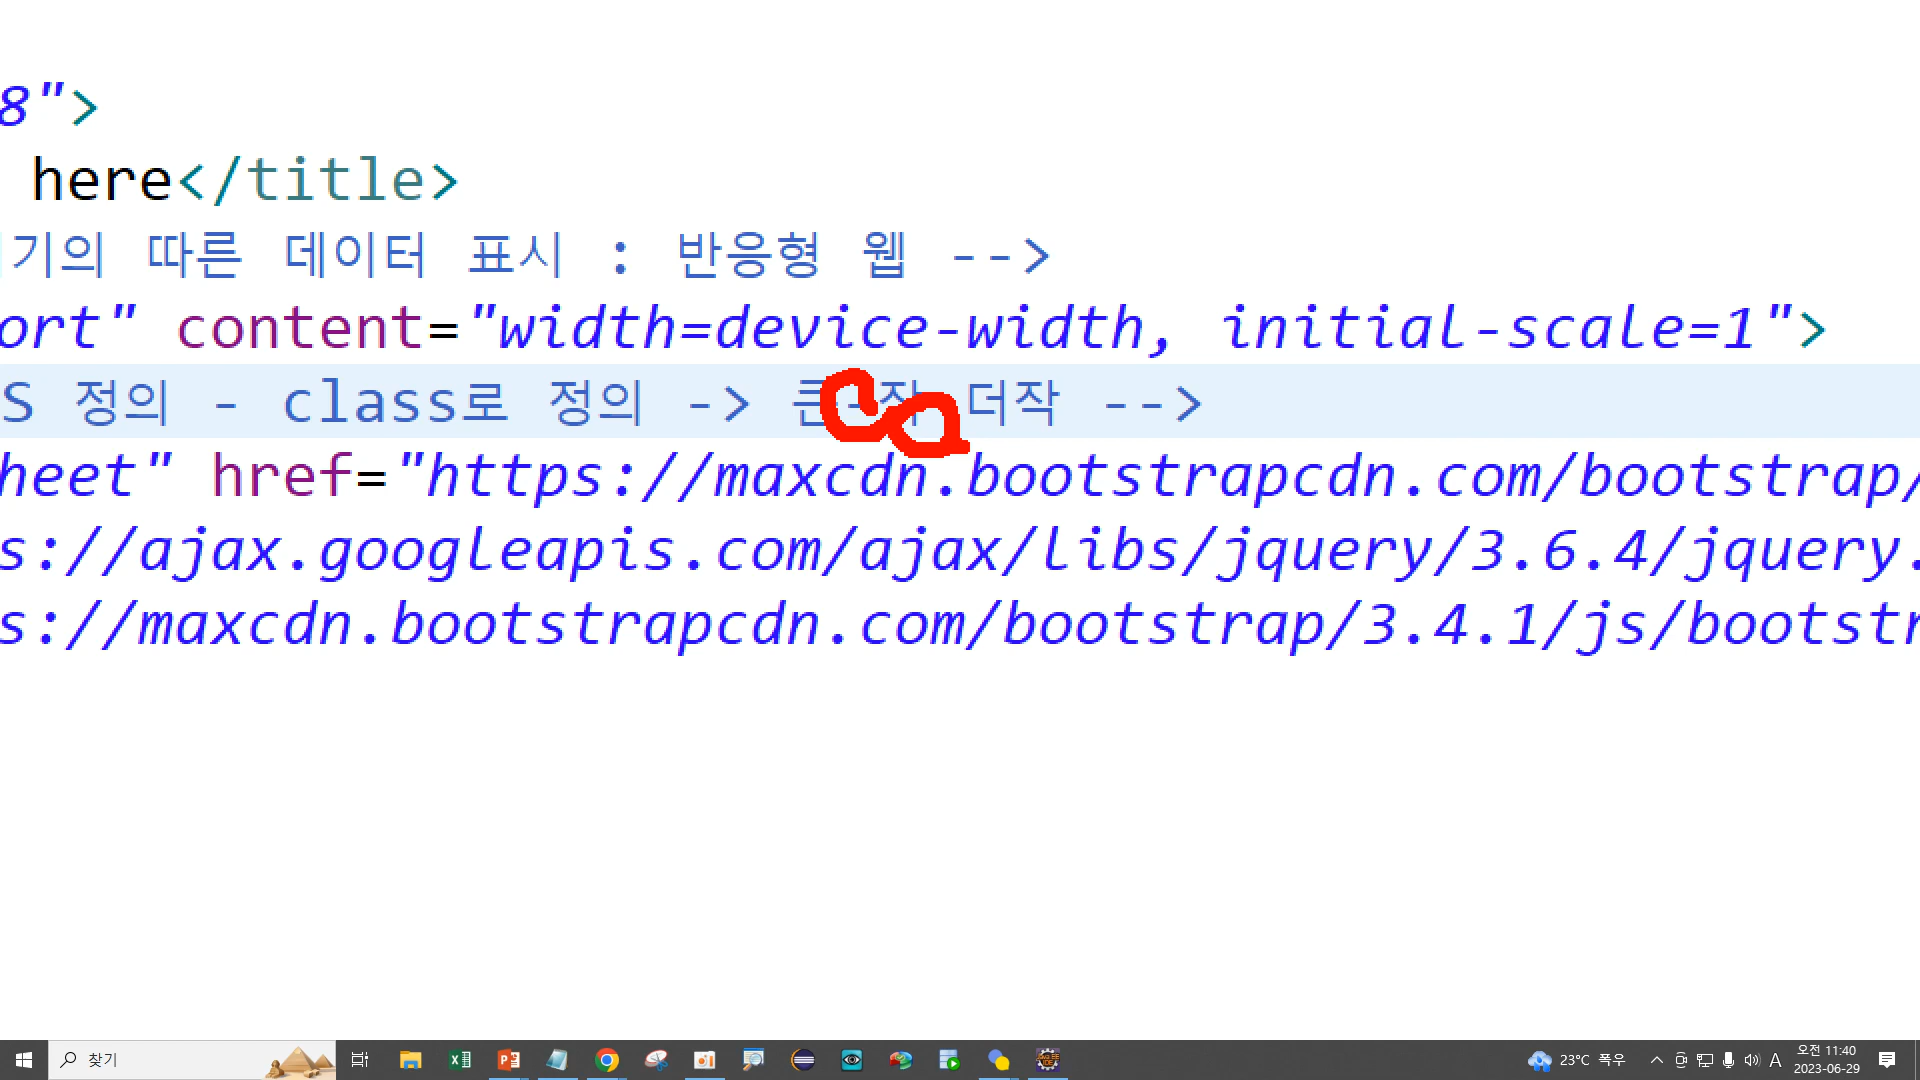 8">
here</title>
기의 따른 데이터 표시 : 반응형 웹 -->
ort" content="width=device-width, initial-scale=1">
S 정의 - class로 정의 -> 큰-작 더작 -->
heet" href="https://maxcdn.bootstrapcdn.com/bootstrap/
s://ajax.googleapis.com/ajax/libs/jquery/3.6.4/jquery.
s://maxcdn.bootstrapcdn.com/bootstrap/3.4.1/js/bootstr
찾기
23°C 폭우
A
오전 11:40
2023-06-29